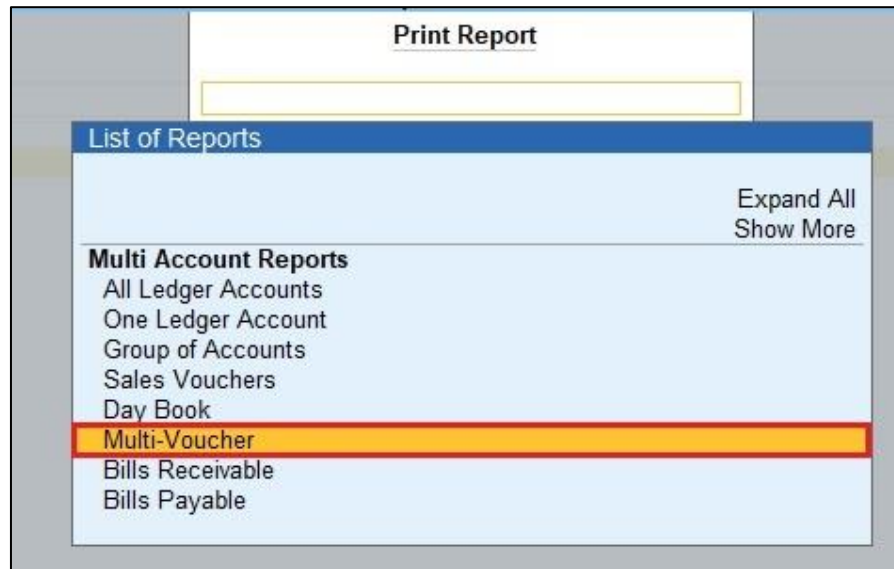 Print Report
List of Reports
Expand All
Show More
Multi Account Reports
All Ledger Accounts
One Ledger Account
Group of Accounts
Sales Vouchers
Day Book
Multi-Voucher
Bills Receivable
Bills Payable